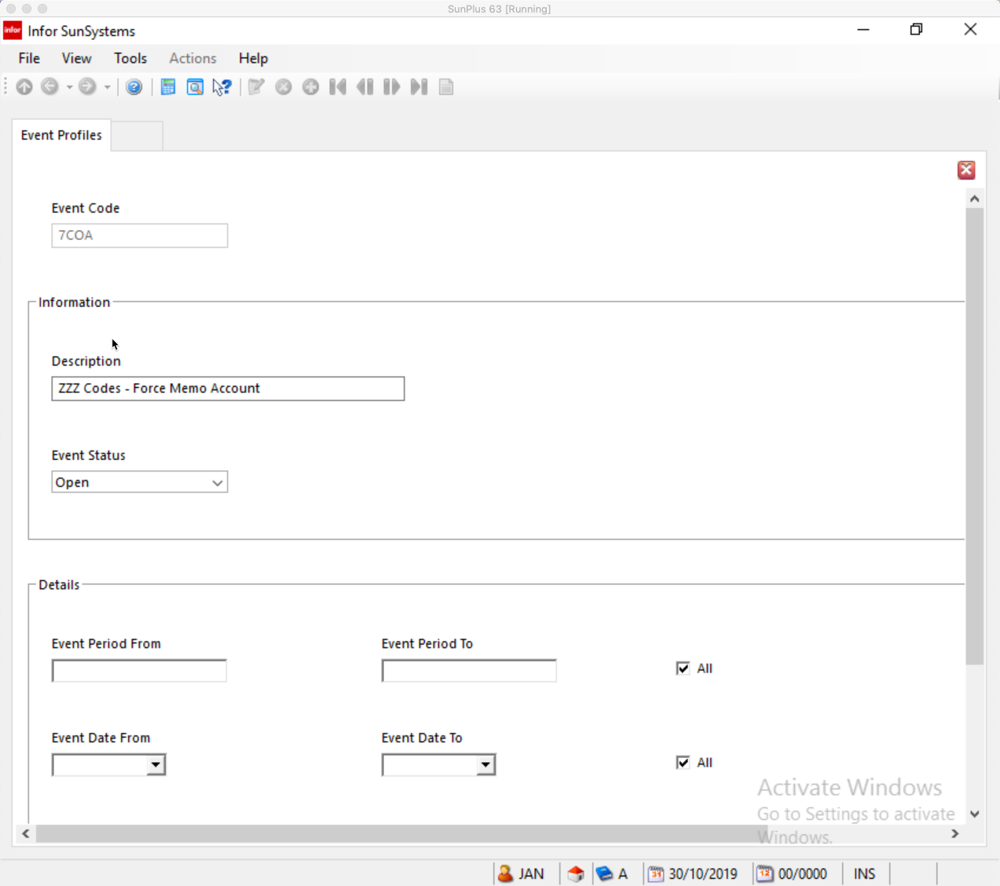 SunPlus 63 [Running]
infor Infor SunSystems
File View Tools Actions Help
Event Profiles
Event Code
7COA
Information
Description
ZZZ Codes - Force Memo Account
Event Status
Open
Details
Event Period From Event Period To
All
Event Date From Event Date To
All
Activate Windows
Go to Settings to activate
Windows.
JAN A 31 30/10/2019 12 00/0000 INS